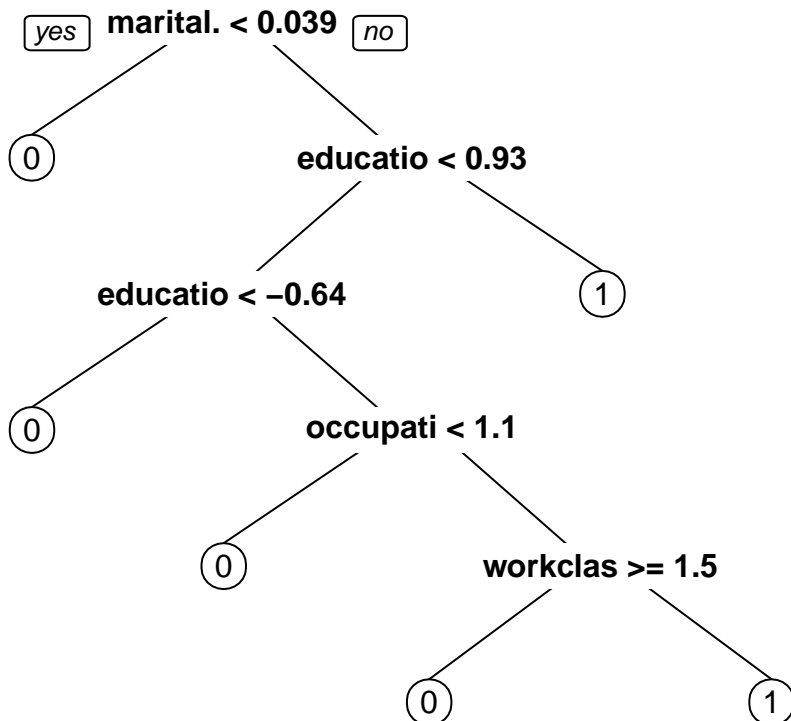 yes marital. < 0.039 no
0 educatio < 0.93
educatio < −0.64 1
0 occupati < 1.1
0 workclas >= 1.5
0 1